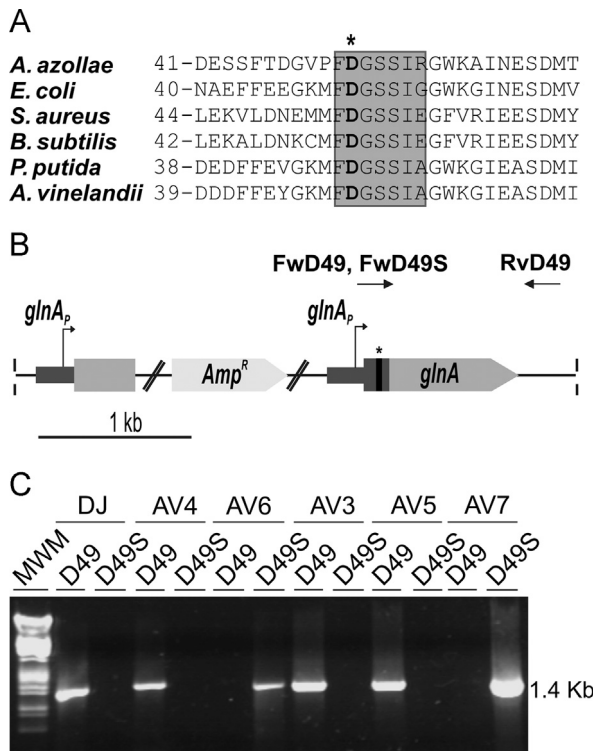 A
*
A. azollae 41-DESSFTDGVPFDGSSIRGWKAINESDMT
E. coli 40-NAEFFEEGKMFDGSSIGGWKGINESDMV
S. aureus 44-LEKVLDNEMMFDGSSIEGFVRIEESDMY
B. subtilis 42-LEKALDNKCMFDGSSIEGFVRIEESDMY
P. putida 38-DEDFFEVGKMFDGSSIAGWKGIEASDMI
A. vinelandii 39-DDDFFEYGKMFDGSSIAGWKGIEASDMI
B
FwD49, FwD49S RvD49
glnAP glnAP
*
AmpR glnA
1 kb
C
DJ AV4 AV6 AV3 AV5 AV7
MWM D49 D49S D49 D49S D49 D49S D49 D49S D49 D49S D49 D49S
1.4 Kb